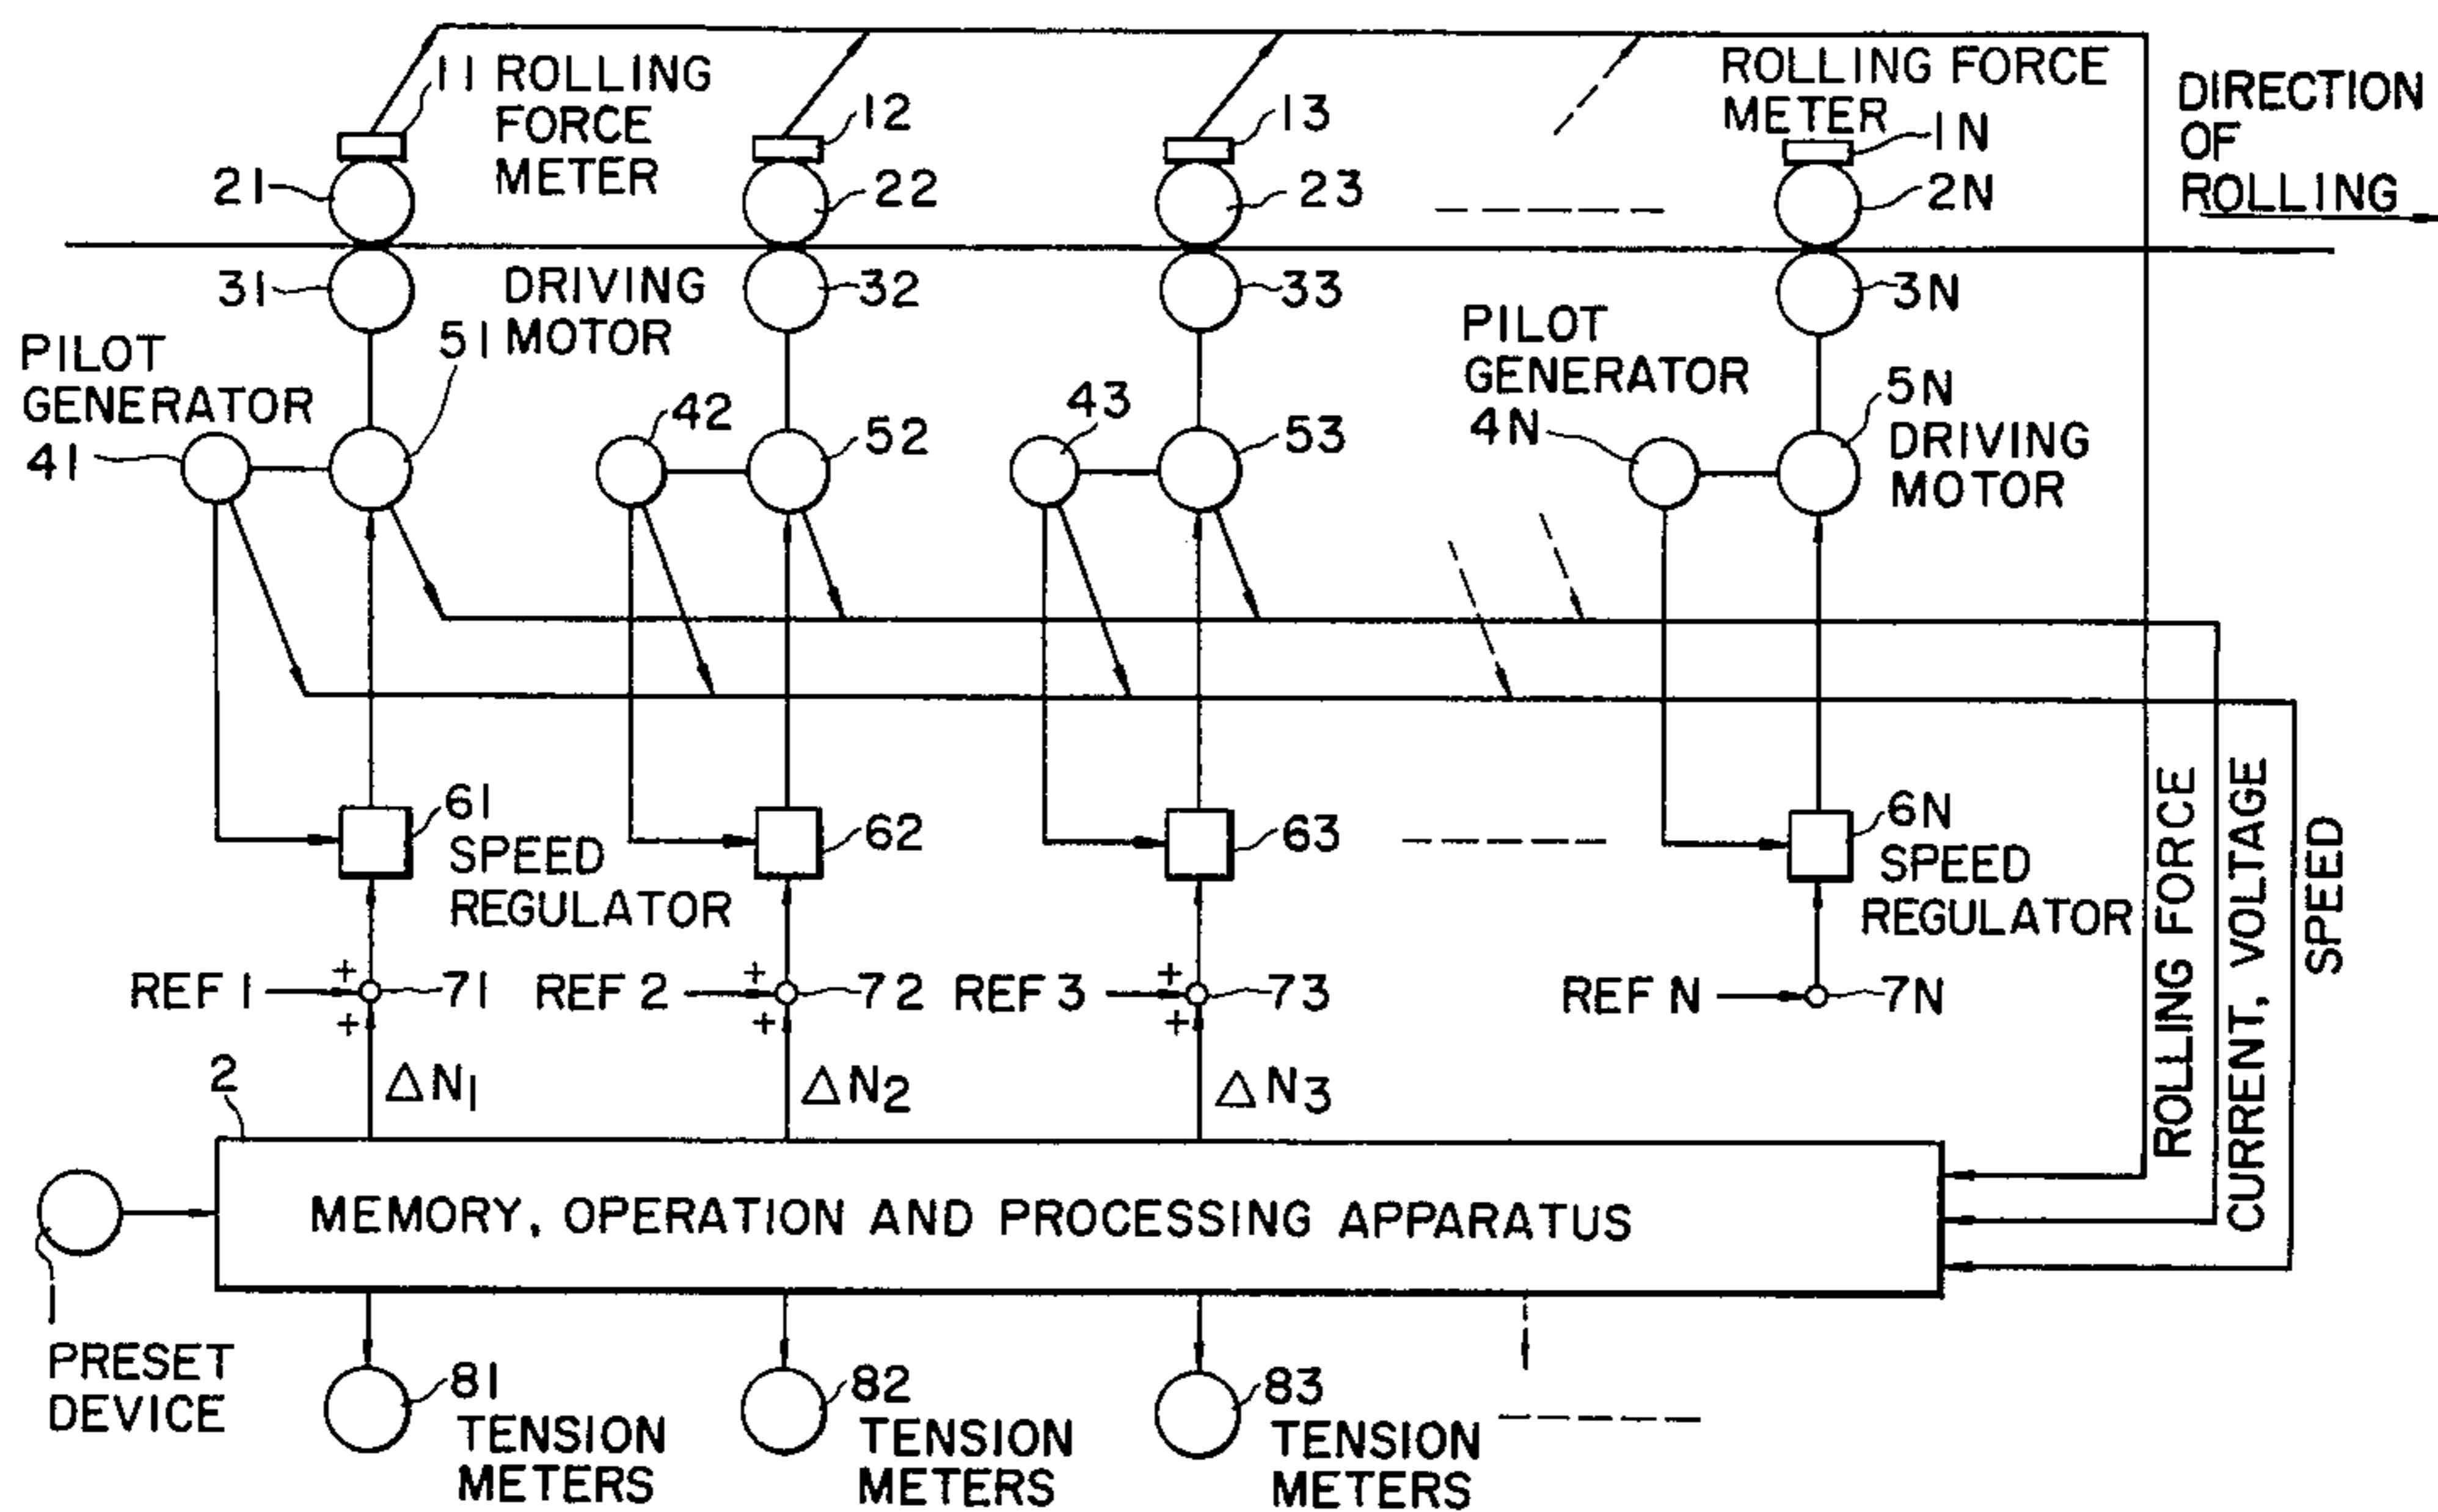 11 ROLLING
FORCE
METER
12
13
ROLLING FORCE
METER
1N
DIRECTION
OF
ROLLING
21
22
23
2N
31
DRIVING
MOTOR
32
33
3N
PILOT
GENERATOR
41
51
42
52
43
53
PILOT
GENERATOR
4N
5N
DRIVING
MOTOR
61
SPEED
REGULATOR
62
63
6N
SPEED
REGULATOR
ROLLING FORCE
CURRENT, VOLTAGE
SPEED
REF 1
+
+
71
REF 2
+
+
72
REF 3
+
+
73
REF N
7N
2
ΔN1
ΔN2
ΔN3
MEMORY, OPERATION AND PROCESSING APPARATUS
1
PRESET
DEVICE
81
TENSION
METERS
82
TENSION
METERS
83
TENSION
METERS